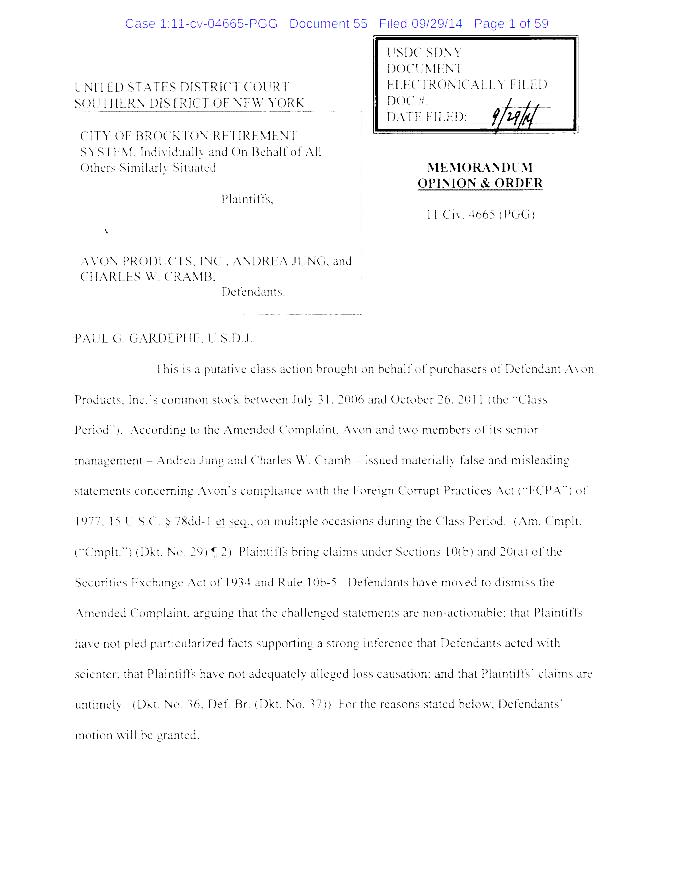 Case 1:11-cv-04665-PGG Document 55 Filed 09/29/14 Page 1 of 59
USDC SDNY
DOCUMENT
ELECTRONICALLY FILED
DOC #
DATE FILED: 9/29/14
UNITED STATES DISTRICT COURT
SOUTHERN DISTRICT OF NEW YORK
CITY OF BROCKTON RETIREMENT
SYSTEM, Individually and On Behalf of All
Others Similarly Situated
Plaintiffs,
v
AVON PRODUCTS, INC., ANDREA JUNG, and
CHARLES W. CRAMB,
Defendants.
MEMORANDUM
OPINION & ORDER
11 Civ. 4665 (PGG)
PAUL G. GARDEPHE, U.S.D.J.
This is a putative class action brought on behalf of purchasers of Defendant Avon
Products, Inc.'s common stock between July 31, 2006 and October 26, 2011 (the "Class
Period"). According to the Amended Complaint, Avon and two members of its senior
management – Andrea Jung and Charles W. Cramb – issued materially false and misleading
statements concerning Avon's compliance with the Foreign Corrupt Practices Act ("FCPA") of
1977, 15 U.S.C. § 78dd-1 et seq., on multiple occasions during the Class Period. (Am. Cmplt.
("Cmplt.") (Dkt. No. 29) ¶ 2) Plaintiffs bring claims under Sections 10(b) and 20(a) of the
Securities Exchange Act of 1934 and Rule 10b-5. Defendants have moved to dismiss the
Amended Complaint, arguing that the challenged statements are non-actionable; that Plaintiffs
have not pled particularized facts supporting a strong inference that Defendants acted with
scienter; that Plaintiffs have not adequately alleged loss causation; and that Plaintiffs' claims are
untimely. (Dkt. No. 36, Def. Br. (Dkt. No. 37)) For the reasons stated below, Defendants'
motion will be granted.